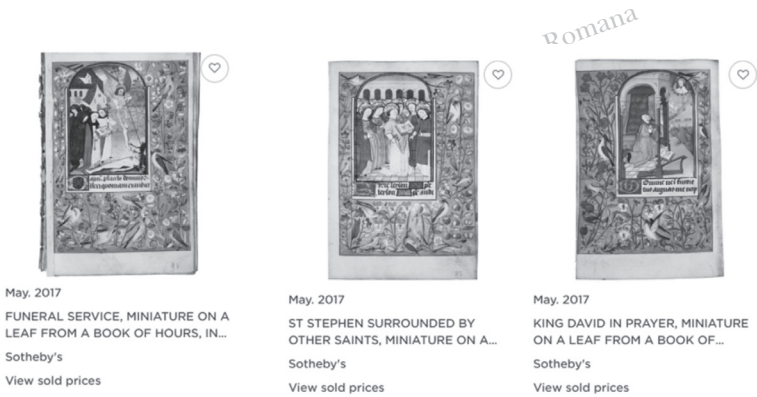 Romana
May. 2017
FUNERAL SERVICE, MINIATURE ON A
LEAF FROM A BOOK OF HOURS, IN...
Sotheby's
View sold prices
May. 2017
ST STEPHEN SURROUNDED BY
OTHER SAINTS, MINIATURE ON A...
Sotheby's
View sold prices
May. 2017
KING DAVID IN PRAYER, MINIATURE
ON A LEAF FROM A BOOK OF...
Sotheby's
View sold prices